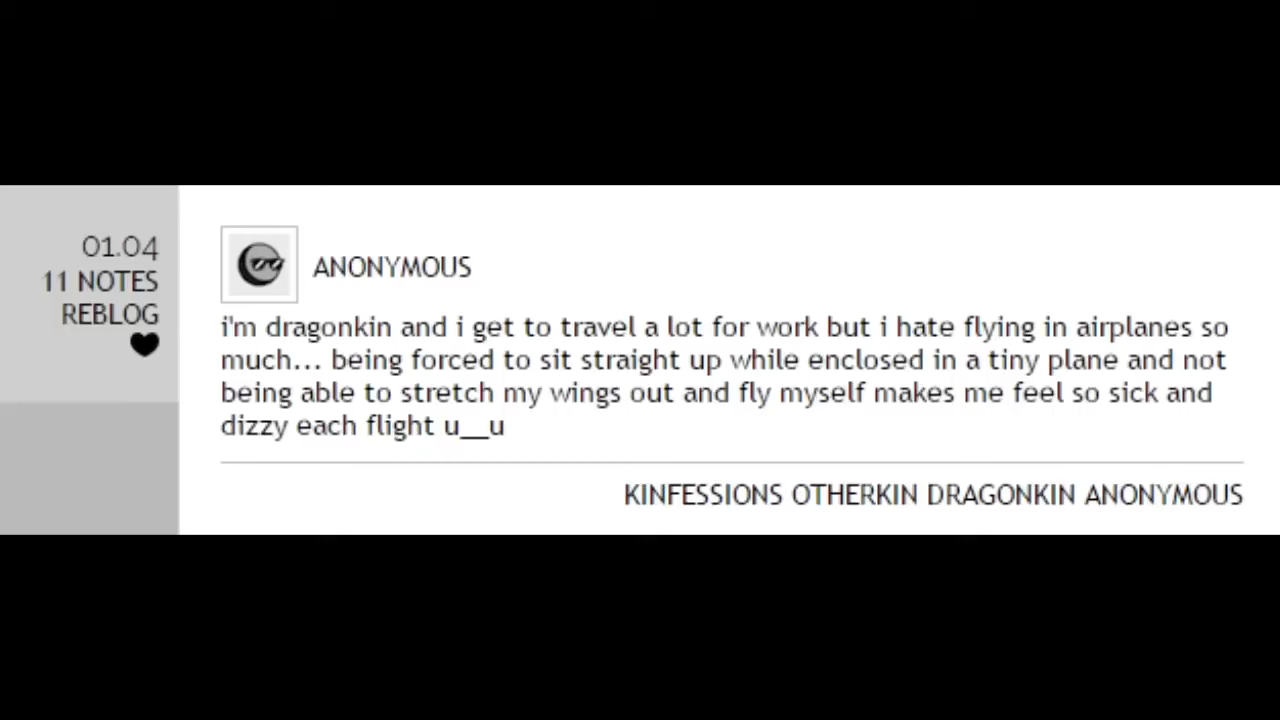 01.04
11 NOTES
REBLOG
ANONYMOUS
i'm dragonkin and i get to travel a lot for work but i hate flying in airplanes so
much... being forced to sit straight up while enclosed in a tiny plane and not
being able to stretch my wings out and fly myself makes me feel so sick and
dizzy each flight u__u
KINFESSIONS OTHERKIN DRAGONKIN ANONYMOUS